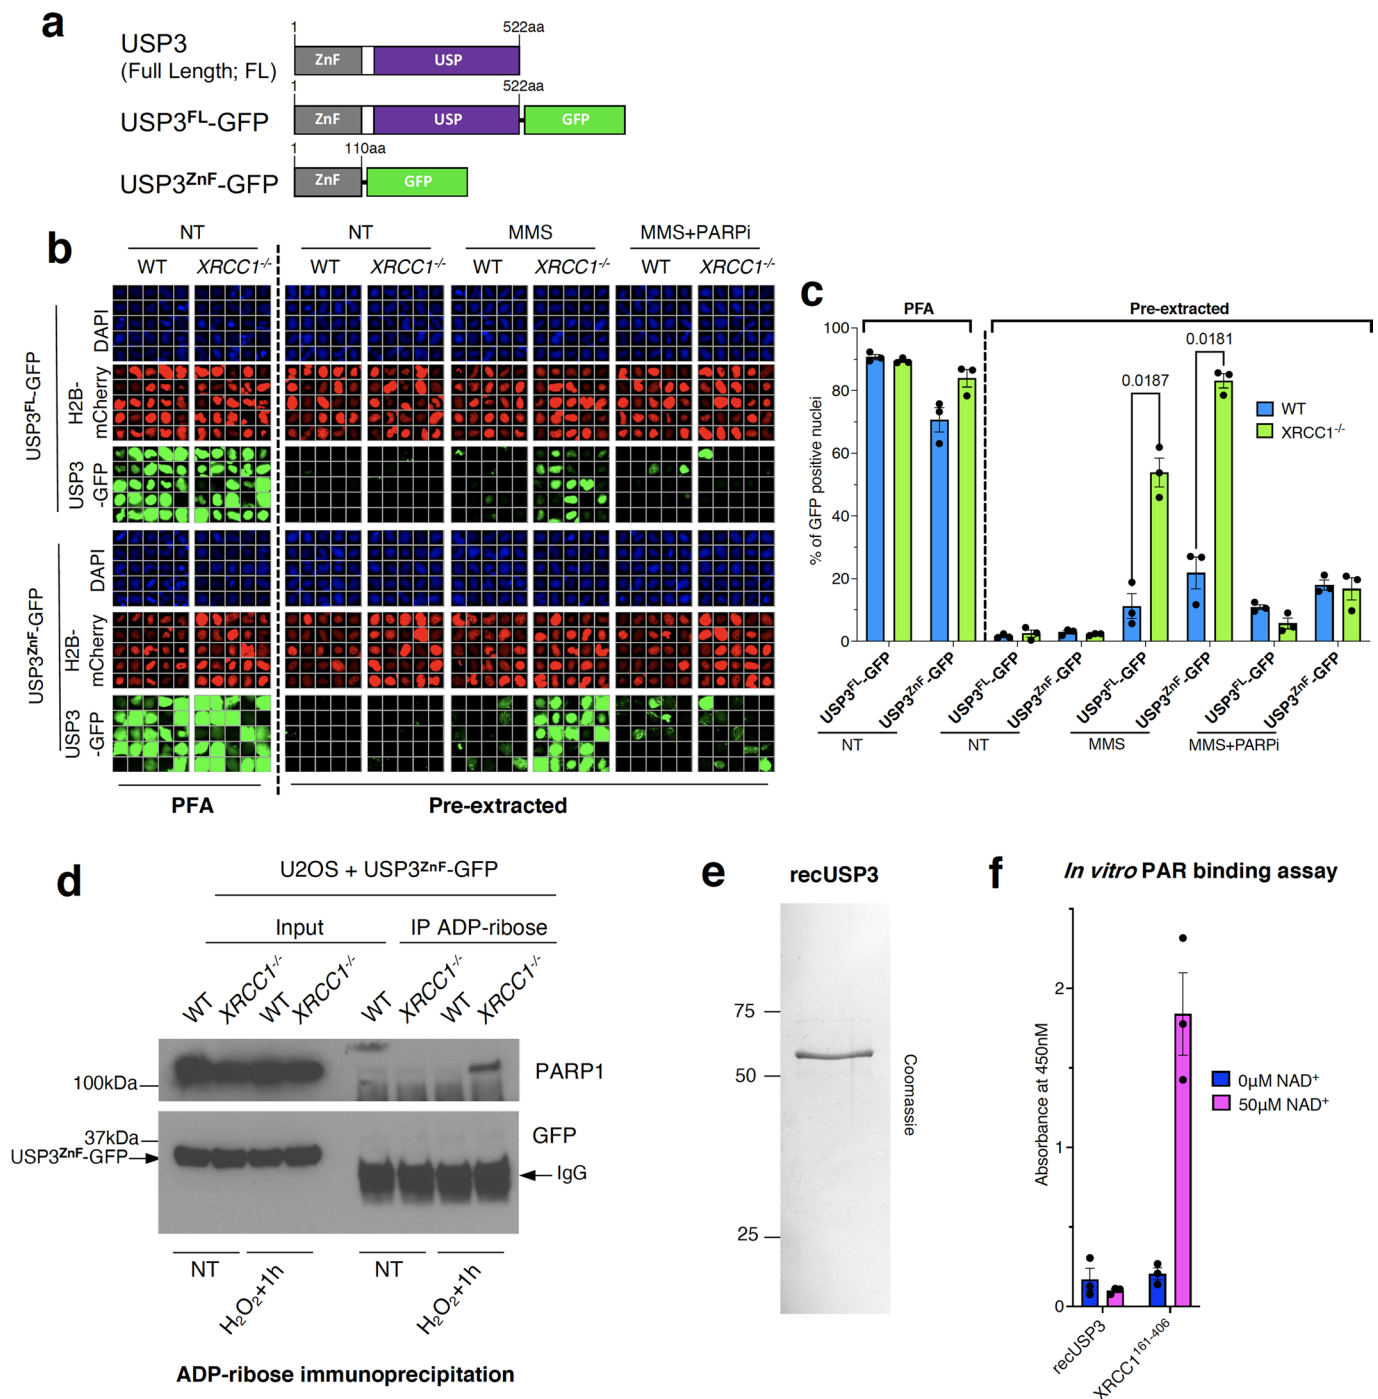 a
1 522aa
USP3 ZnF USP
(Full Length; FL)
1 522aa
USP3FL-GFP ZnF USP GFP
1 110aa
USP3ZnF-GFP ZnF GFP
b
NT NT MMS MMS+PARPi
WT XRCC1-/- WT XRCC1-/- WT XRCC1-/- WT XRCC1-/-
USP3FL-GFP
DAPI
H2B-
mCherry
USP3
-GFP
USP3ZnF-GFP
DAPI
H2B-
mCherry
USP3
-GFP
PFA Pre-extracted
c
PFA Pre-extracted
% of GFP positive nuclei
100
80
60
40
20
0
0.0187
0.0181
WT
XRCC1-/-
USP3FL-GFP USP3ZnF-GFP USP3FL-GFP USP3ZnF-GFP USP3FL-GFP USP3ZnF-GFP USP3FL-GFP USP3ZnF-GFP
NT NT MMS MMS+PARPi
d
U2OS + USP3ZnF-GFP
Input IP ADP-ribose
WT XRCC1-/- WT XRCC1-/- WT XRCC1-/- WT XRCC1-/-
PARP1
100kDa
37kDa
GFP
USP3ZnF-GFP
IgG
NT H2O2+1h NT H2O2+1h
ADP-ribose immunoprecipitation
e
recUSP3
75
50
25
Coomassie
f
In vitro PAR binding assay
Absorbance at 450nM
2
1
0
0µM NAD+
50µM NAD+
recUSP3 XRCC1161-406